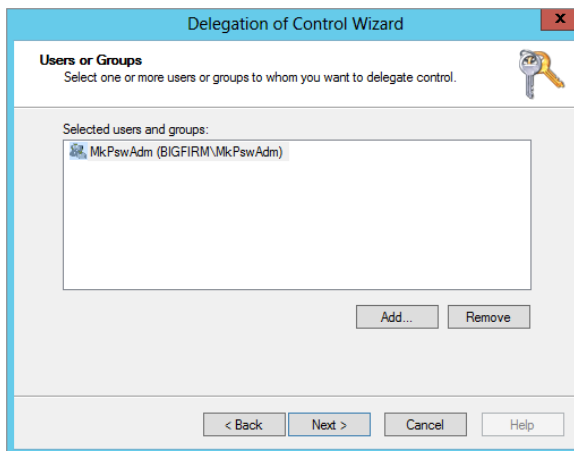 Delegation of Control Wizard
x
Users or Groups
Select one or more users or groups to whom you want to delegate control.
Selected users and groups:
MkPswAdm (BIGFIRM\MkPswAdm)
Add...
Remove
< Back
Next >
Cancel
Help